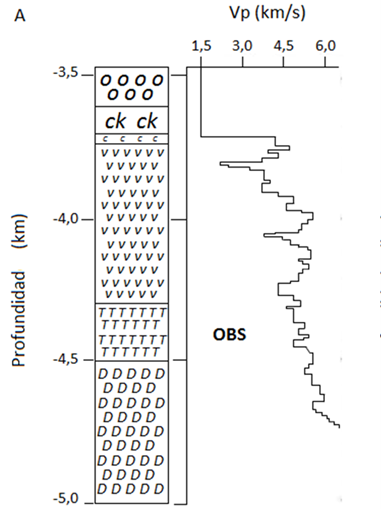 A
Vp (km/s)
1,5 3,0 4,5 6,0
Profundidad (km)
-3,5
-4,0
-4,5
-5,0
O O O O
O O O
ck ck
c c c c
V V V V V V
V V V V V
V V V V V V
V V V V V
V V V V V V
V V V V V
V V V V V V
V V V V V
V V V V V V
V V V V V
V V V V V V
V V V V V
T T T T T T T
T T T T T T
T T T T T T T
T T T T T T
D D D D D
D D D D
D D D D D
D D D D
D D D D D
D D D D
D D D D D
D D D D
D D D D D
OBS